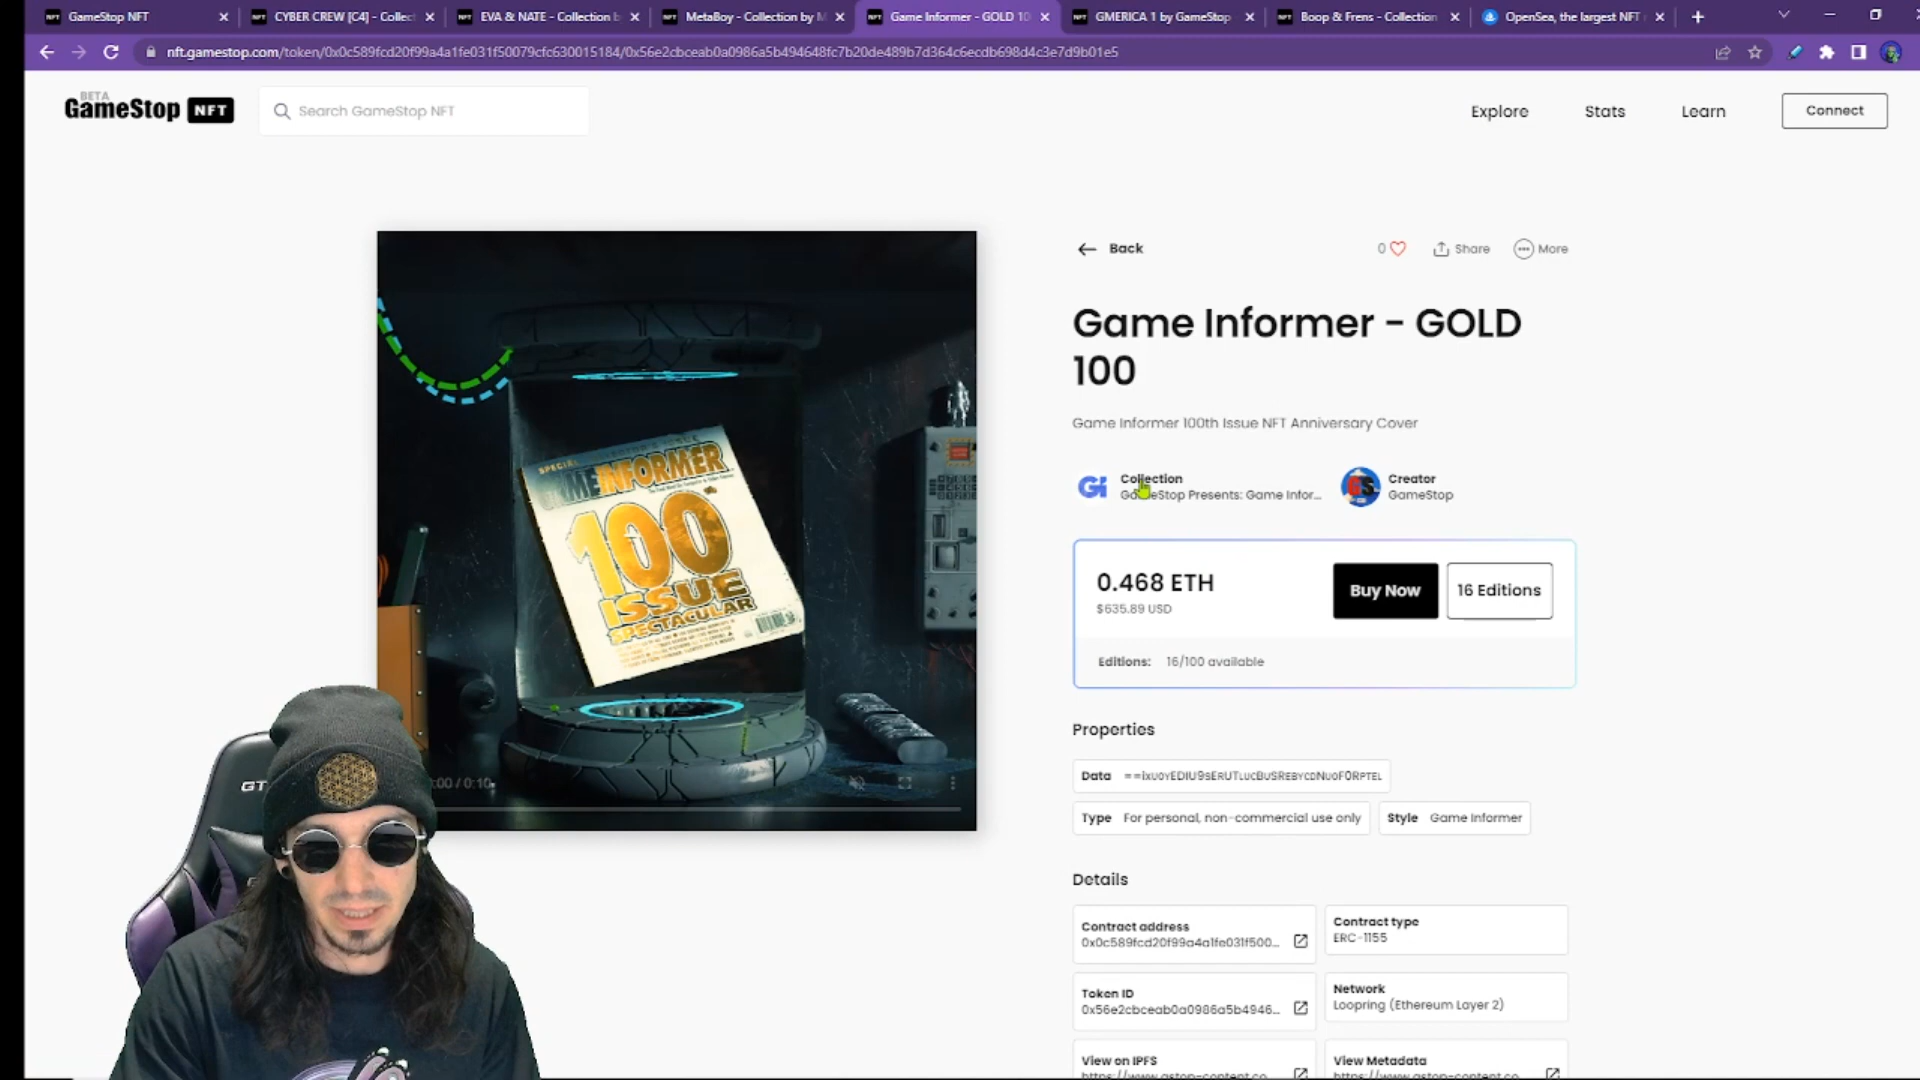 GameStop NFT
CYBER CREW [C4] - Collect
EVA & NATE - Collection b
MetaBoy - Collection by M
Game Informer - GOLD 10
GMERICA 1 by GameStop
Boop & Frens - Collection
OpenSea, the largest NFT
nft.gamestop.com/token/0x0c589fcd20f99a4a1fe031f50079cfc630015184/0x56e2cbceab0a0986a5b494648fc7b20de489b7d364c6ecdb698d4c3e7d9b01e5
BETA
GameStop NFT
Search GameStop NFT
Explore
Stats
Learn
Connect
Back
0
Share
More
Game Informer - GOLD
100
Game Informer 100th Issue NFT Anniversary Cover
Collection
GameStop Presents: Game Infor...
Creator
GameStop
0.468 ETH
$635.89 USD
Buy Now
16 Editions
Editions: 16/100 available
Properties
Type For personal, non-commercial use only
Style Game Informer
Details
Contract address
0x0c589fcd20f99a4a1fe031f500...
Contract type
ERC-1155
Token ID
0x56e2cbceab0a0986a5b4946...
Network
Loopring (Ethereum Layer 2)
View on IPFS
View Metadata
SPECIAL
INFORMER
100
ISSUE
SPECTACULAR
:00 / 0:10
GT